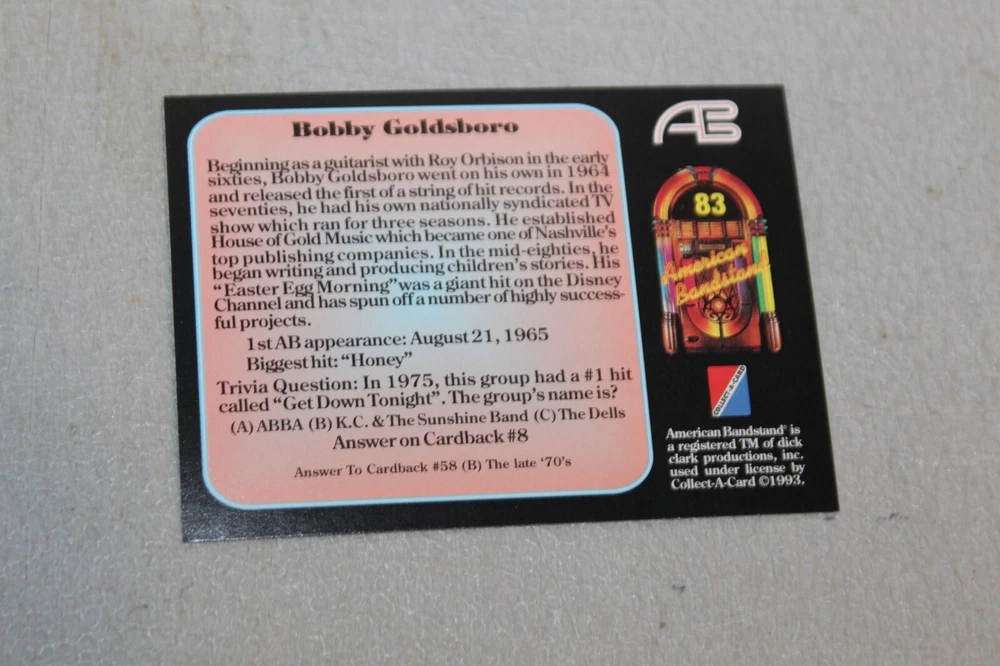 Bobby Goldsboro
Beginning as a guitarist with Roy Orbison in the early
sixties, Bobby Goldsboro went on his own in 1964
and released the first of a string of hit records. In the
seventies, he had his own nationally syndicated TV
show which ran for three seasons. He established
House of Gold Music which became one of Nashville's
top publishing companies. In the mid-eighties, he
began writing and producing children's stories. His
"Easter Egg Morning" was a giant hit on the Disney
Channel and has spun off a number of highly success-
ful projects.
1st AB appearance: August 21, 1965
Biggest hit: "Honey"
Trivia Question: In 1975, this group had a #1 hit
called "Get Down Tonight". The group's name is?
(A) ABBA (B) K.C. & The Sunshine Band (C) The Dells
Answer on Cardback #8
Answer To Cardback #58 (B) The late '70's
AB
83
American
Bandstand
COLLECT-A-CARD
American Bandstand® is
a registered TM of dick
clark productions, inc.
used under license by
Collect-A-Card ©1993.